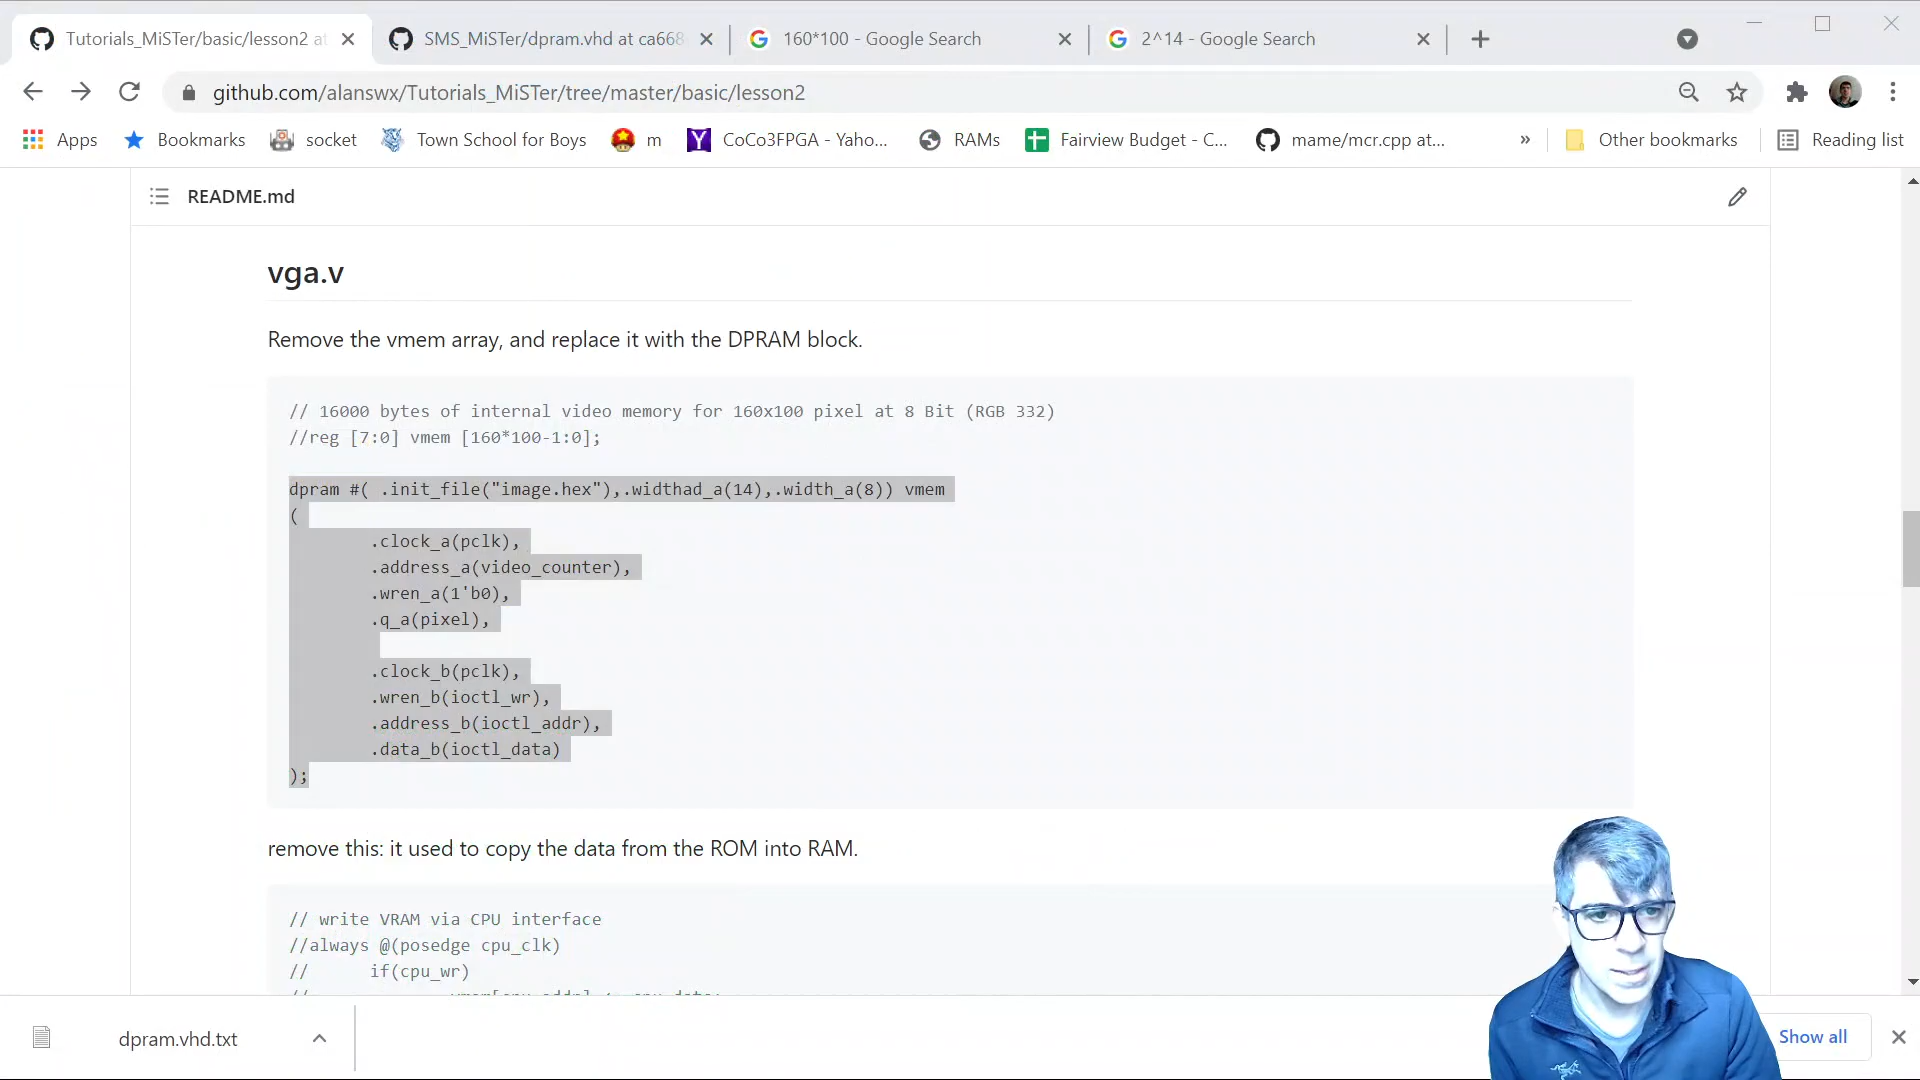 Tutorials_MiSTer/basic/lesson2 at
SMS_MiSTer/dpram.vhd at ca668
160*100 - Google Search
2^14 - Google Search
github.com/alanswx/Tutorials_MiSTer/tree/master/basic/lesson2
Apps
Bookmarks
socket
Town School for Boys
m
CoCo3FPGA - Yaho...
RAMs
Fairview Budget - C...
mame/mcr.cpp at...
»
Other bookmarks
Reading list
README.md
vga.v
Remove the vmem array, and replace it with the DPRAM block.
// 16000 bytes of internal video memory for 160x100 pixel at 8 Bit (RGB 332)
//reg [7:0] vmem [160*100-1:0];
dpram #( .init_file("image.hex"),.widthad_a(14),.width_a(8)) vmem
(
.clock_a(pclk),
.address_a(video_counter),
.wren_a(1'b0),
.q_a(pixel),
.clock_b(pclk),
.wren_b(ioctl_wr),
.address_b(ioctl_addr),
.data_b(ioctl_data)
);
remove this: it used to copy the data from the ROM into RAM.
// write VRAM via CPU interface
//always @(posedge cpu_clk)
// if(cpu_wr)
dpram.vhd.txt
Show all